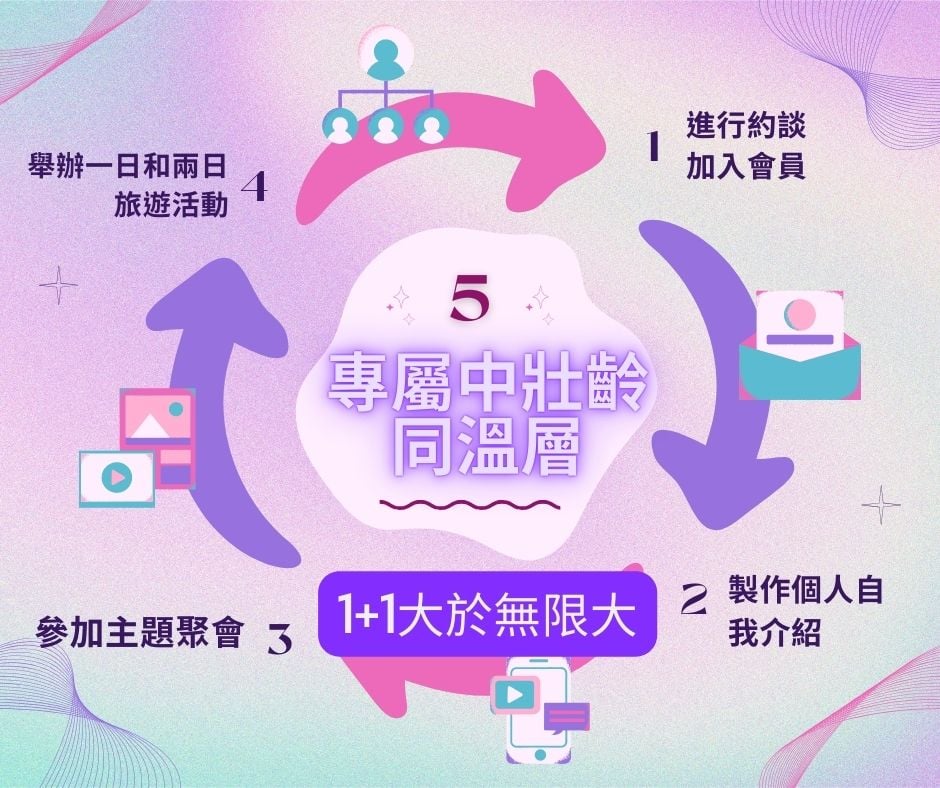 1
進行約談
加入會員
2
製作個人自
我介紹
3
參加主題聚會
4
舉辦一日和兩日
旅遊活動
5
專屬中壯齡
同溫層
1+1大於無限大